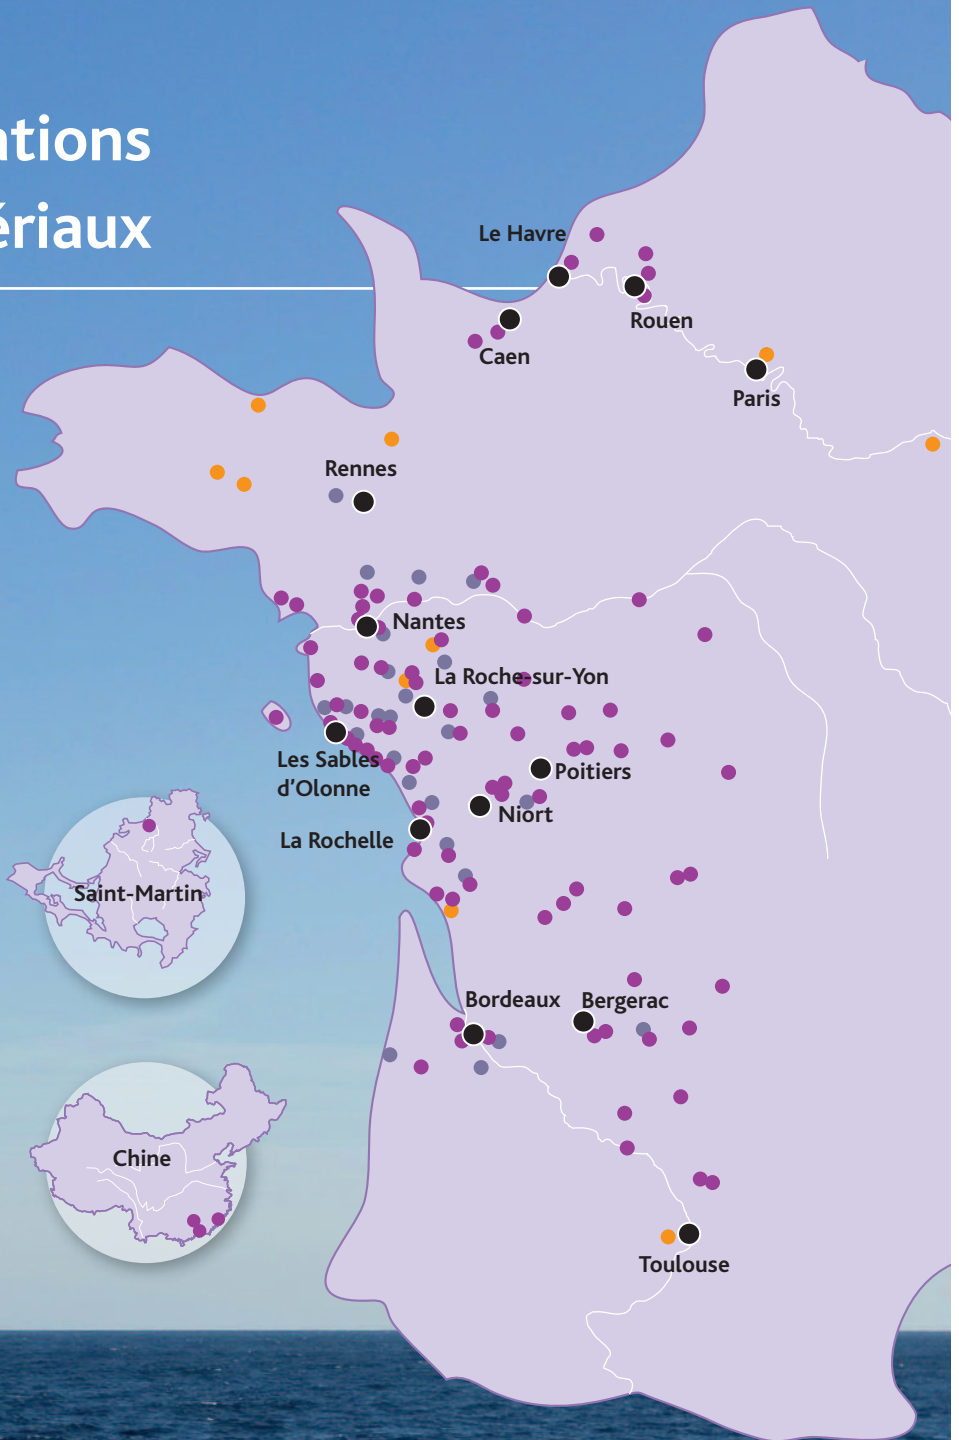 ations
ériaux
Le Havre
Rouen
Caen
Paris
Rennes
Nantes
La Roche-sur-Yon
Les Sables
d'Olonne
Poitiers
Niort
La Rochelle
Saint-Martin
Bordeaux
Bergerac
Chine
Toulouse